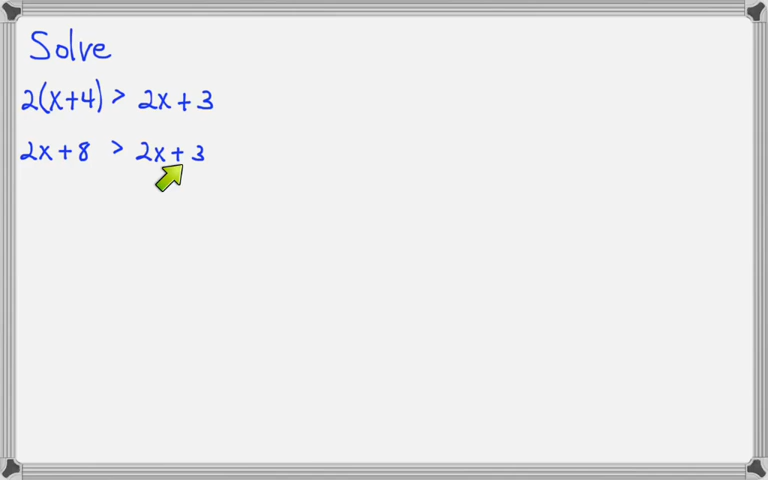 Solve
2(x+4) > 2x + 3
2x + 8 > 2x + 3